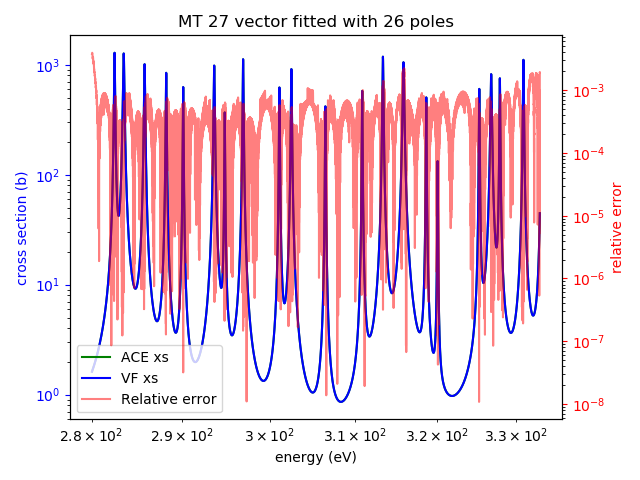 MT 27 vector fitted with 26 poles
cross section (b)
10³
10²
10¹
10⁰
10⁻³
10⁻⁴
10⁻⁵
10⁻⁶
10⁻⁷
10⁻⁸
relative error
ACE xs
VF xs
Relative error
2.8 × 10² 2.9 × 10² 3 × 10² 3.1 × 10² 3.2 × 10² 3.3 × 10²
energy (eV)